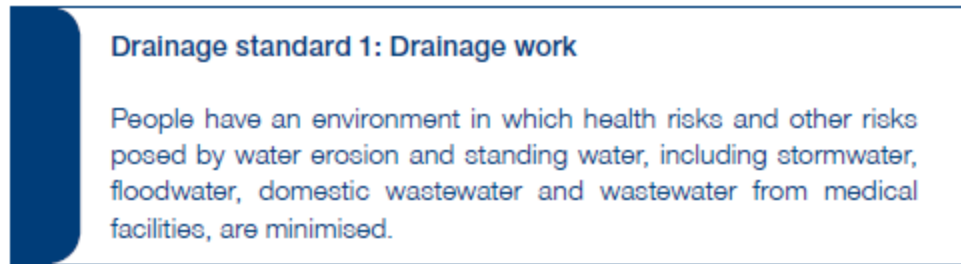 Drainage standard 1: Drainage work
People have an environment in which health risks and other risks
posed by water erosion and standing water, including stormwater,
floodwater, domestic wastewater and wastewater from medical
facilities, are minimised.